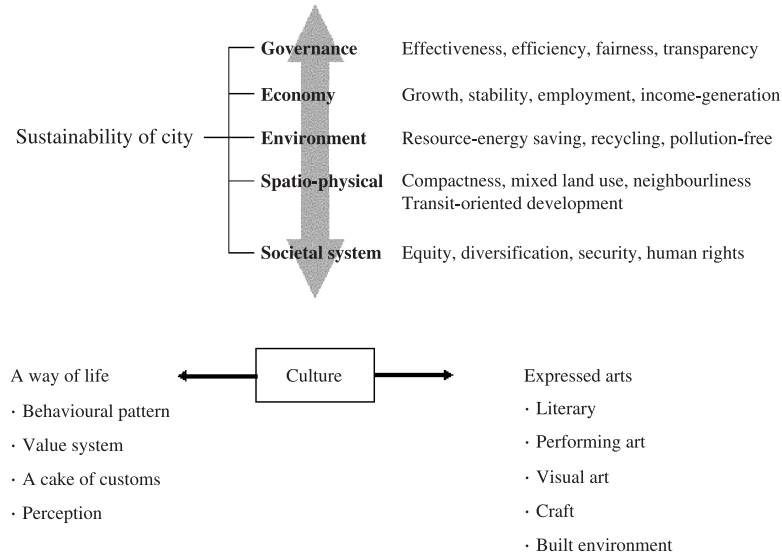 Governance Effectiveness, efficiency, fairness, transparency
Economy Growth, stability, employment, income-generation
Sustainability of city Environment Resource-energy saving, recycling, pollution-free
Spatio-physical Compactness, mixed land use, neighbourliness
Transit-oriented development
Societal system Equity, diversification, security, human rights
Culture
A way of life
· Behavioural pattern
· Value system
· A cake of customs
· Perception
Expressed arts
· Literary
· Performing art
· Visual art
· Craft
· Built environment